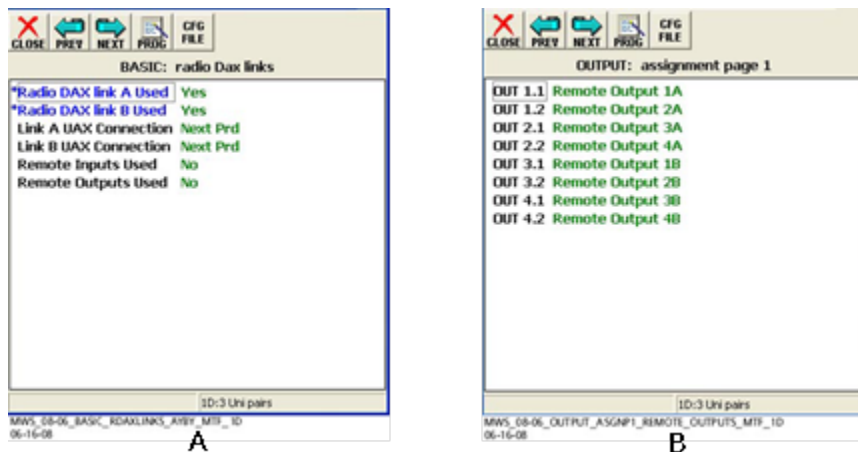 CLOSE PREV NEXT PROG CFG FILE
BASIC: radio Dax links
*Radio DAX link A Used Yes
*Radio DAX link B Used Yes
Link A UAX Connection Next Prd
Link B UAX Connection Next Prd
Remote Inputs Used No
Remote Outputs Used No
1D:3 Uni pairs
MWS_08-06_BASIC_RDAXLINKS_AYBY_MTF_1D
06-16-08
A
CLOSE PREV NEXT PROG CFG FILE
OUTPUT: assignment page 1
OUT 1.1 Remote Output 1A
OUT 1.2 Remote Output 2A
OUT 2.1 Remote Output 3A
OUT 2.2 Remote Output 4A
OUT 3.1 Remote Output 1B
OUT 3.2 Remote Output 2B
OUT 4.1 Remote Output 3B
OUT 4.2 Remote Output 4B
1D:3 Uni pairs
MWS_08-06_OUTPUT_ASGNP1_REMOTE_OUTPUTS_MTF_1D
06-16-08
B